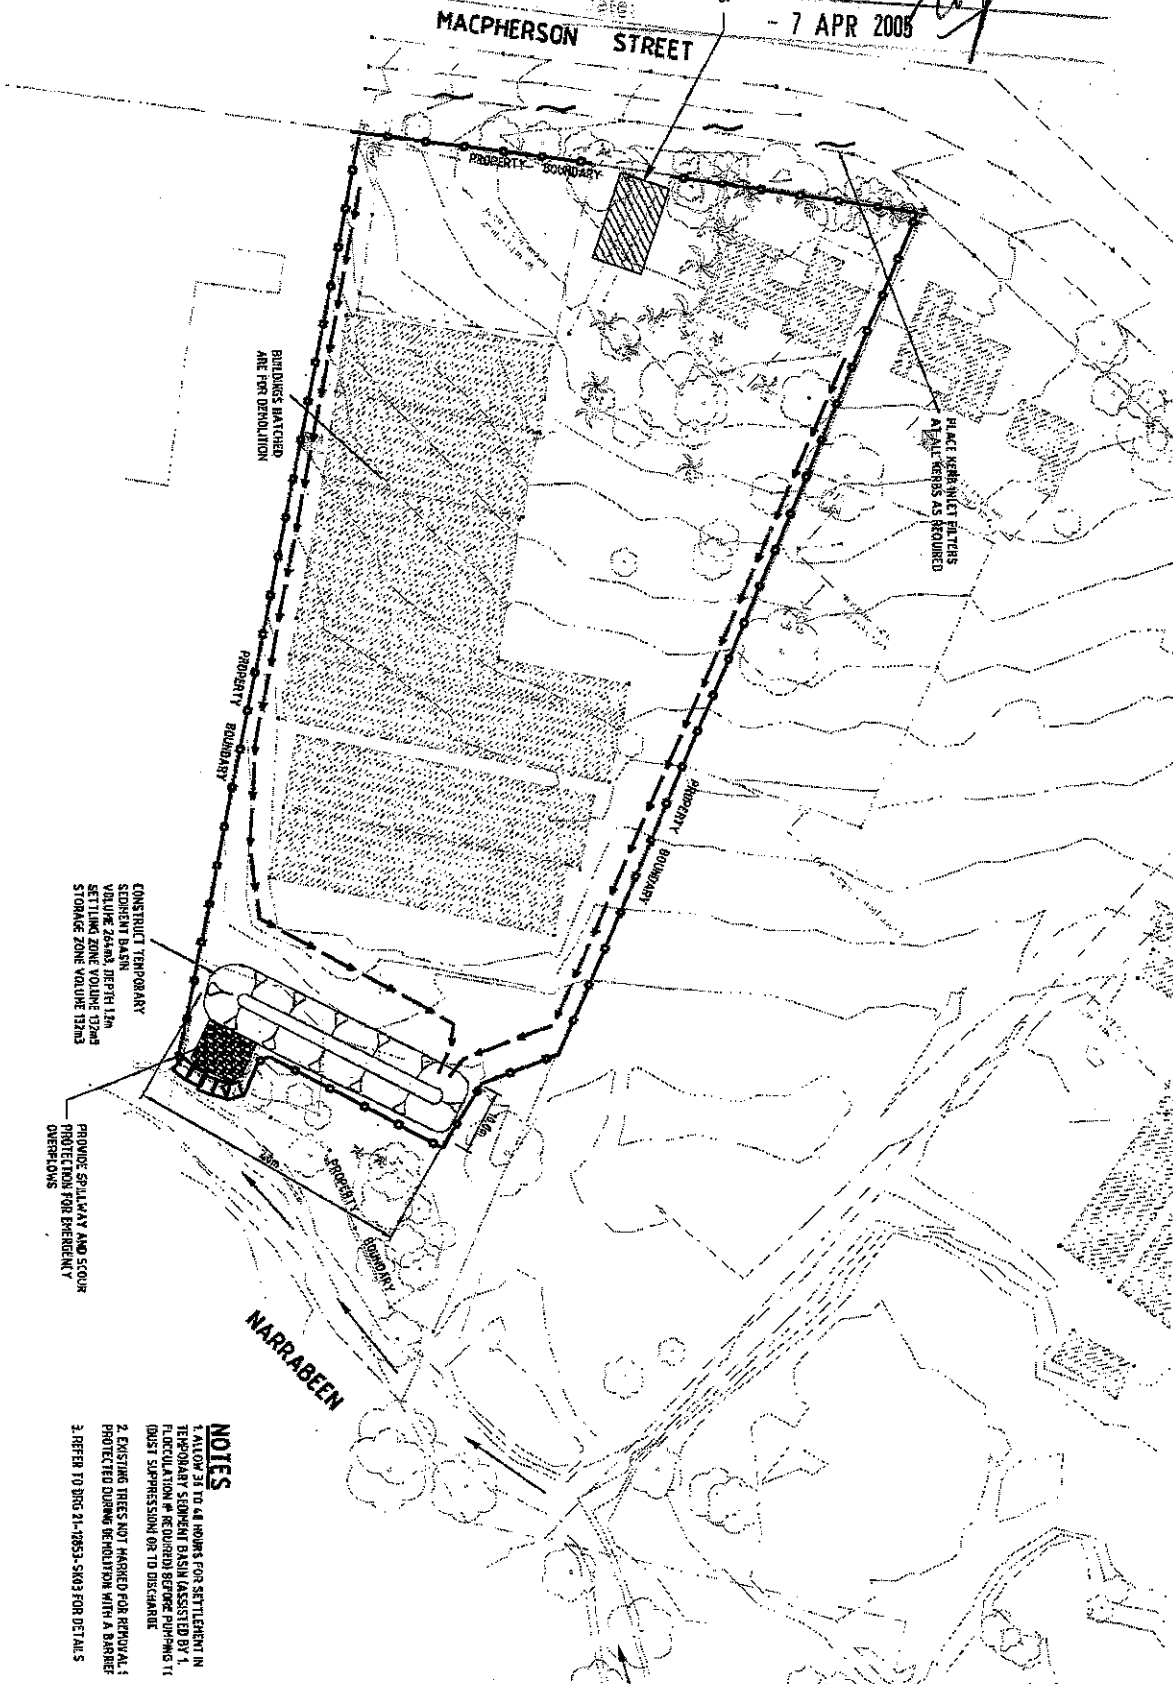 - 7 APR 2005
MACPHERSON STREET
PROPERTY BOUNDARY
BUILDINGS HATCHED
ARE FOR DEMOLITION
PLACE KERB INLET FILTERS
AT ALL KERBS AS REQUIRED
PROPERTY BOUNDARY
PROPERTY BOUNDARY
CONSTRUCT TEMPORARY
SEDIMENT BASIN
VOLUME 264m3, DEPTH 1.2m
SETTLING ZONE VOLUME 132m3
STORAGE ZONE VOLUME 132m3
PROVIDE SPILLWAY AND SCOUR
PROTECTION FOR EMERGENCY
OVERFLOWS
PROPERTY BOUNDARY
NARRABEEN
NOTES
1. ALLOW 36 TO 48 HOURS FOR SETTLEMENT IN
TEMPORARY SEDIMENT BASIN (ASSISTED BY
FLOCCULATION IF REQUIRED) BEFORE PUMPING
(DUST SUPPRESSION) OR TO DISCHARGE
2. EXISTING TREES NOT MARKED FOR REMOVAL
PROTECTED DURING DEMOLITION WITH A BARRIER
3. REFER TO DRG 21-12853-SK03 FOR DETAILS